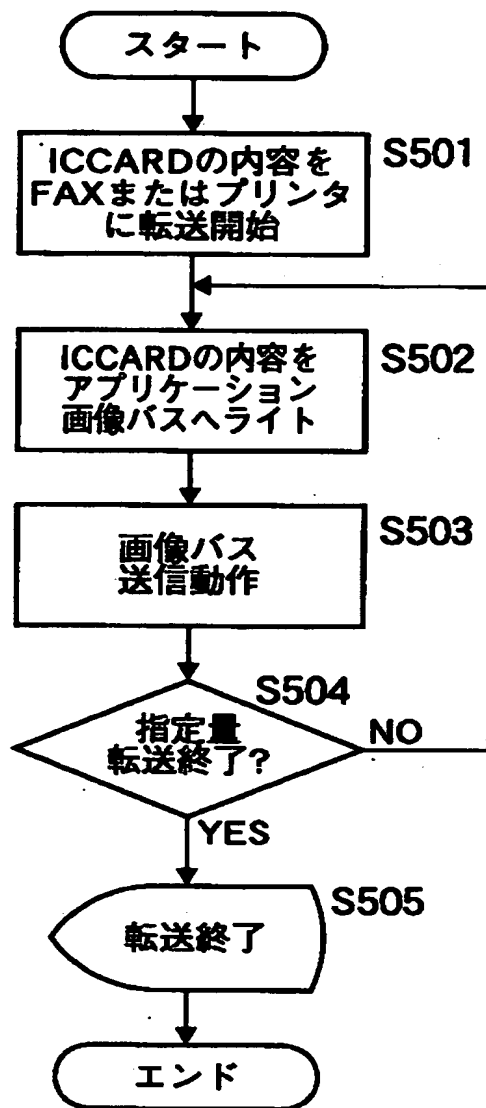 スタート
ICCARDの内容を
FAXまたはプリンタ
に転送開始
S501
ICCARDの内容を
アプリケーション
画像バスへライト
S502
画像バス
送信動作
S503
S504
指定量
転送終了?
NO
YES
S505
転送終了
エンド